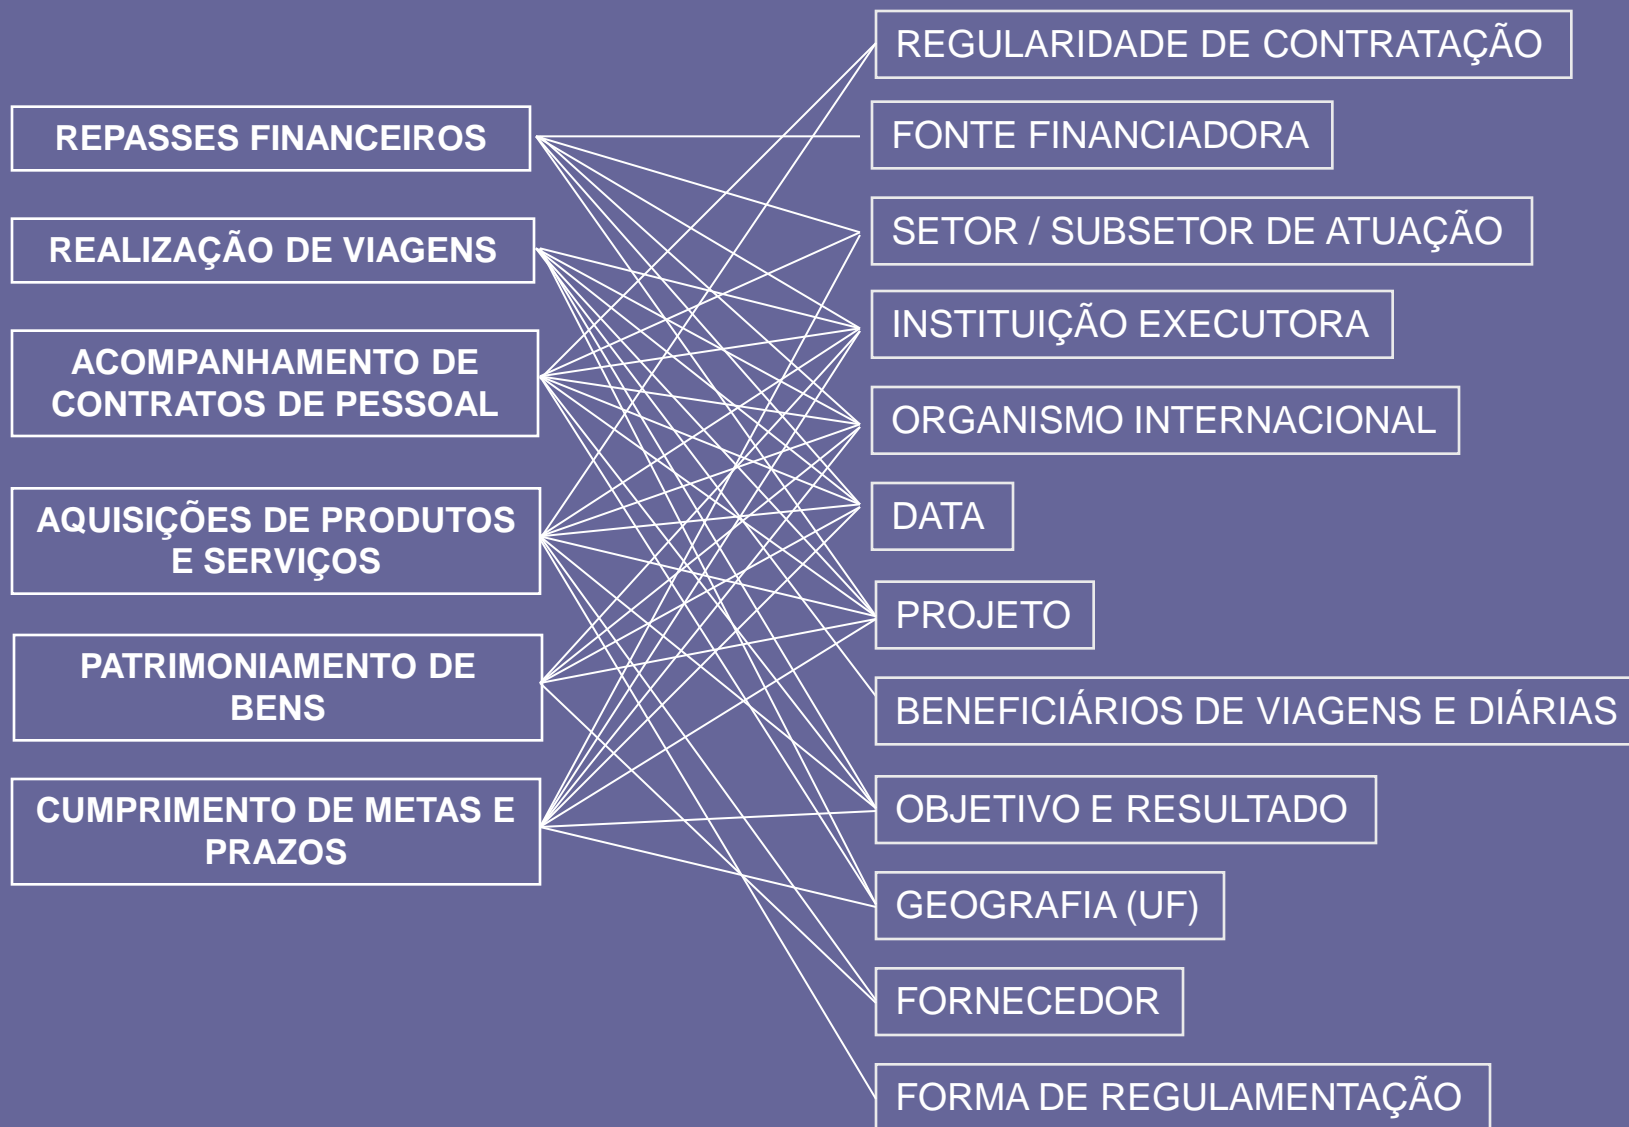 REPASSES FINANCEIROS
REALIZAÇÃO DE VIAGENS
ACOMPANHAMENTO DE
CONTRATOS DE PESSOAL
AQUISIÇÕES DE PRODUTOS
E SERVIÇOS
PATRIMONIAMENTO DE
BENS
CUMPRIMENTO DE METAS E
PRAZOS
REGULARIDADE DE CONTRATAÇÃO
FONTE FINANCIADORA
SETOR / SUBSETOR DE ATUAÇÃO
INSTITUIÇÃO EXECUTORA
ORGANISMO INTERNACIONAL
DATA
PROJETO
BENEFICIÁRIOS DE VIAGENS E DIÁRIAS
OBJETIVO E RESULTADO
GEOGRAFIA (UF)
FORNECEDOR
FORMA DE REGULAMENTAÇÃO